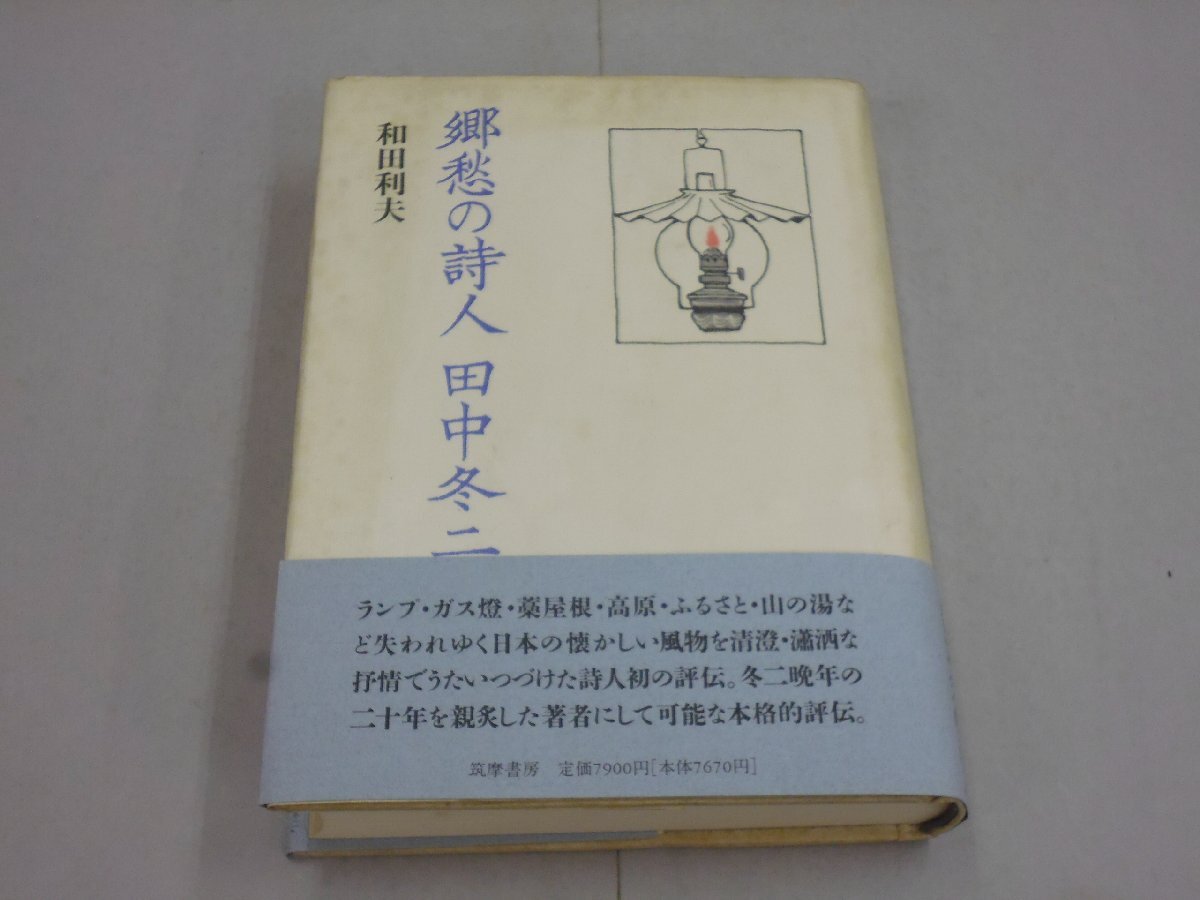 郷愁の詩人 田中冬二
和田利夫
ランプ・ガス燈・藁屋根・高原・ふるさと・山の湯な
ど失われゆく日本の懐かしい風物を清澄・瀟洒な
抒情でうたいつづけた詩人初の評伝。冬二晩年の
二十年を親炙した著者にして可能な本格的評伝。
筑摩書房 定価7900円[本体7670円]